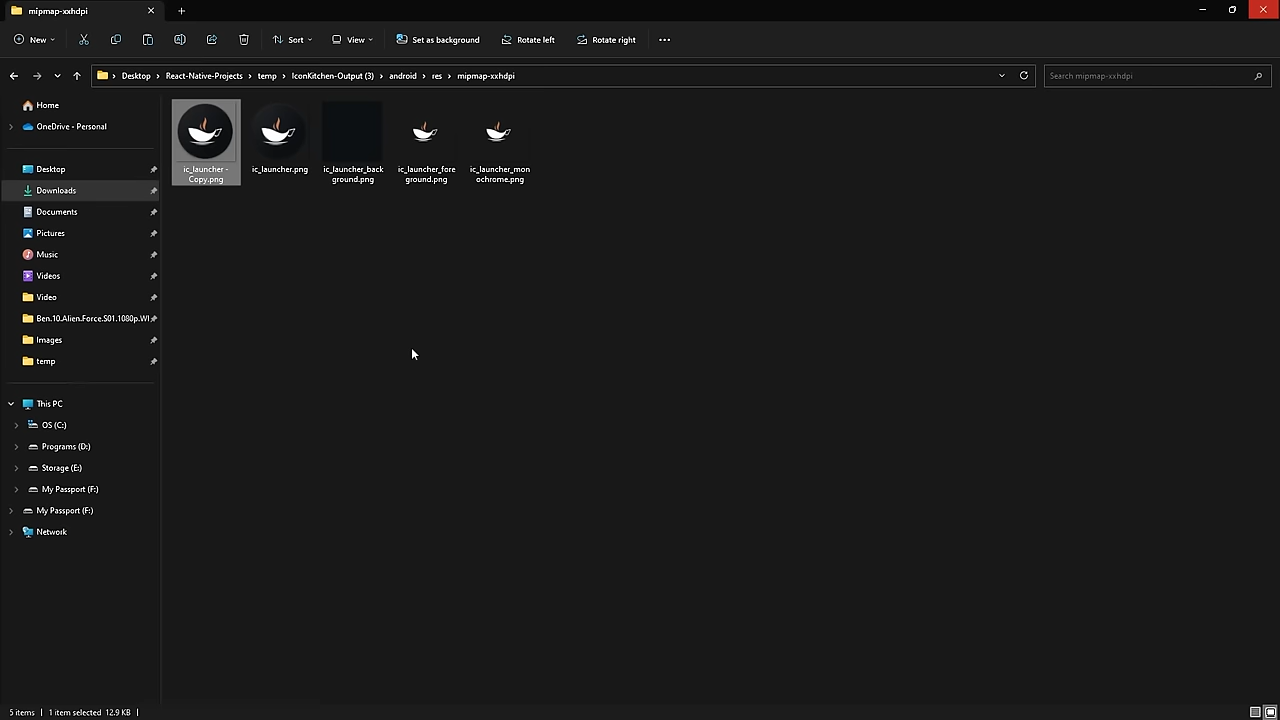 mipmap-xxhdpi
New
Sort
View
Set as background
Rotate left
Rotate right
Desktop
React-Native-Projects
temp
IconKitchen-Output (3)
android
res
mipmap-xxhdpi
Search mipmap-xxhdpi
Home
OneDrive - Personal
Desktop
Downloads
Documents
Pictures
Music
Videos
Video
Ben.10.Alien.Force.S01.1080p.WI
Images
temp
This PC
OS (C:)
Programs (D:)
Storage (E:)
My Passport (F:)
My Passport (F:)
Network
ic_launcher -
Copy.png
ic_launcher.png
ic_launcher_back
ground.png
ic_launcher_fore
ground.png
ic_launcher_mon
ochrome.png
5 items
1 item selected 12.9 KB